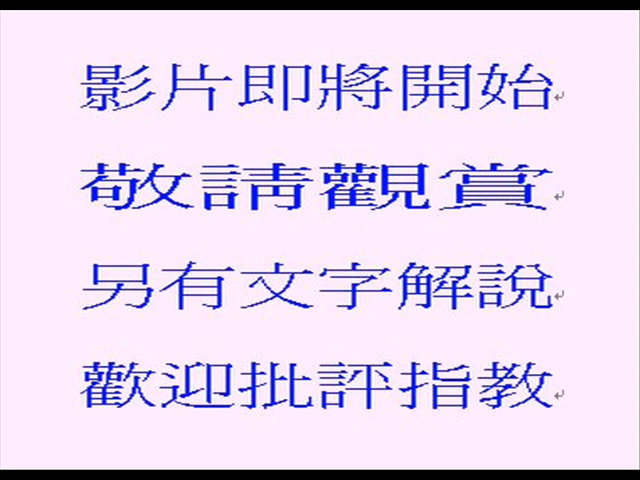 影片即將開始
敬請觀賞
另有文字解說
歡迎批評指教